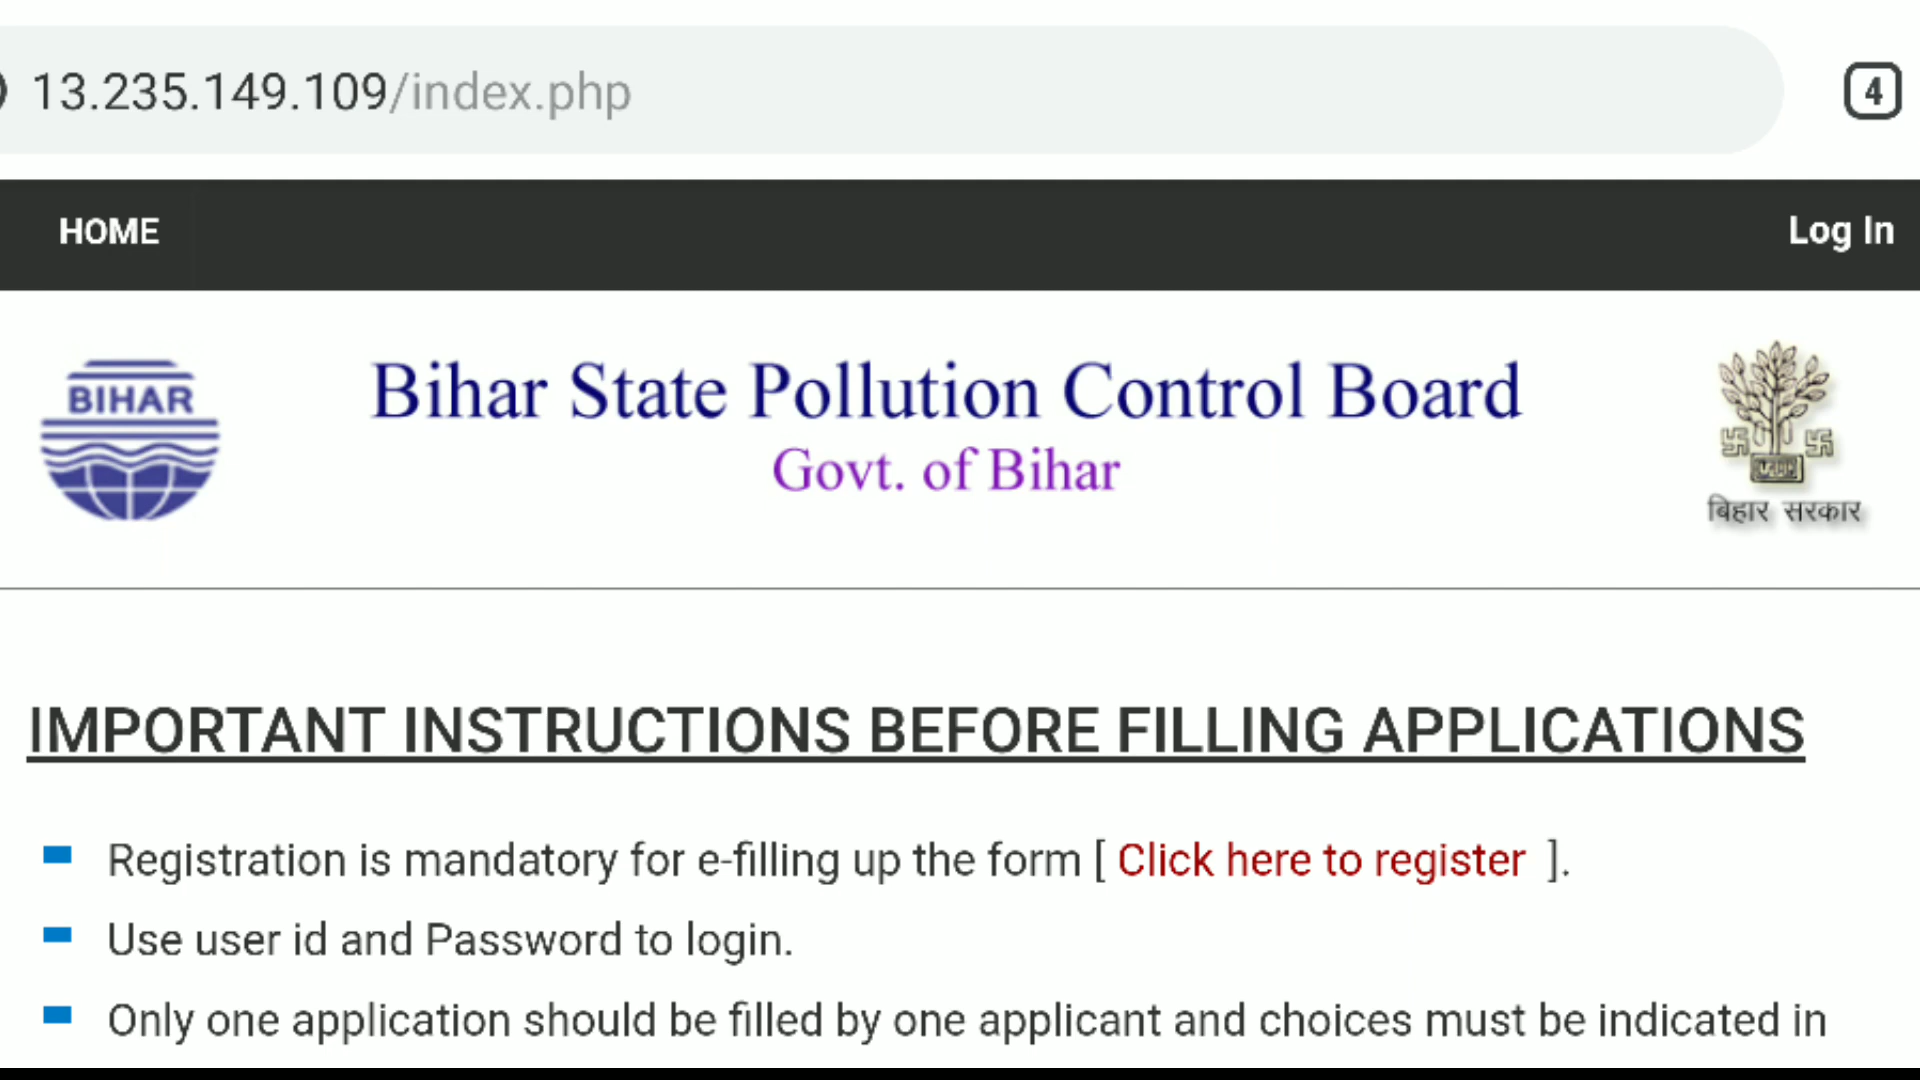 13.235.149.109/index.php
4
HOME
Log In
BIHAR
Bihar State Pollution Control Board
Govt. of Bihar
बिहार सरकार
IMPORTANT INSTRUCTIONS BEFORE FILLING APPLICATIONS
Registration is mandatory for e-filling up the form [ Click here to register ].
Use user id and Password to login.
Only one application should be filled by one applicant and choices must be indicated in